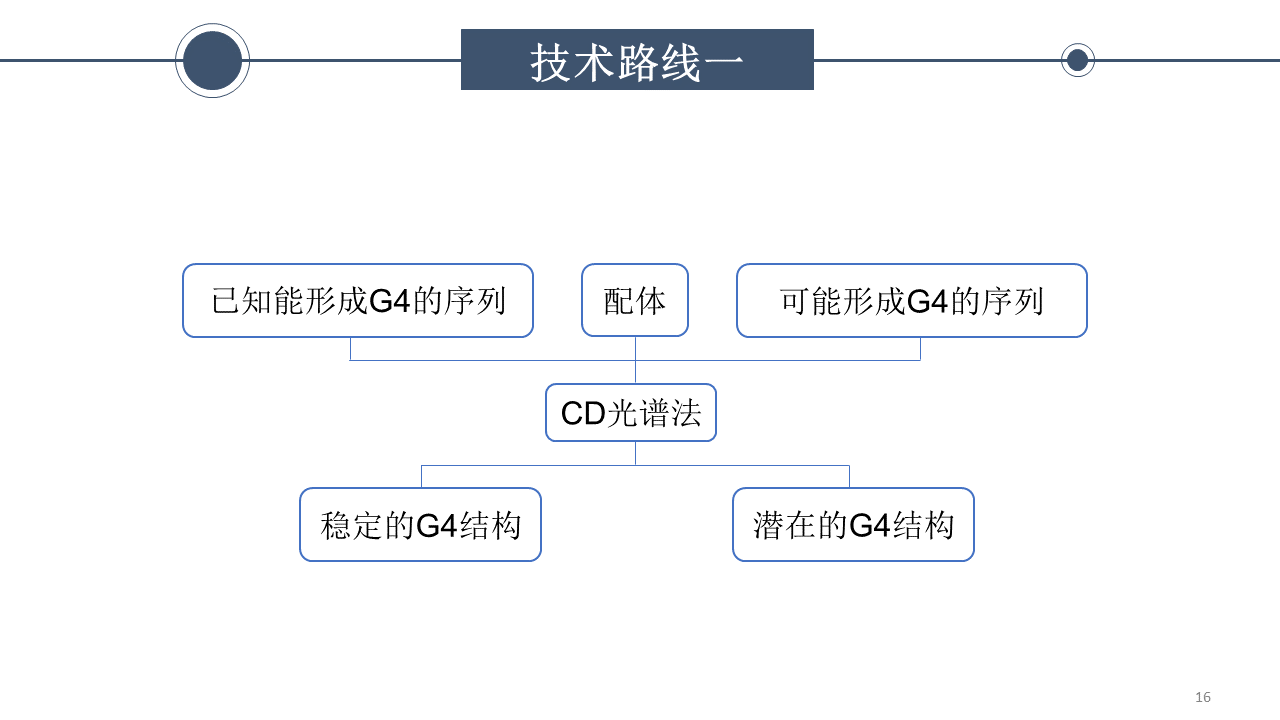 技术路线一
已知能形成G4的序列
配体
可能形成G4的序列
CD光谱法
稳定的G4结构
潜在的G4结构
16